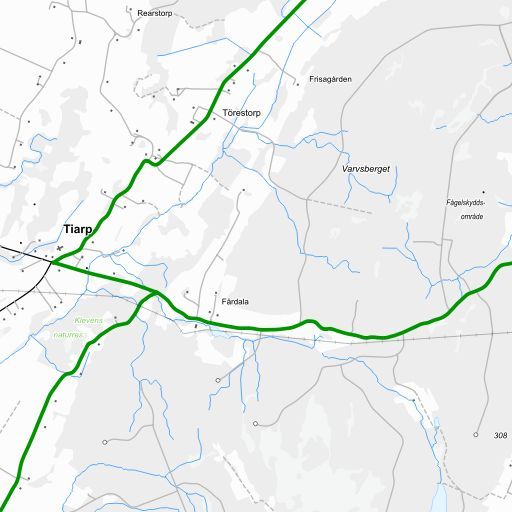 Rearstorp
Frisagården
Törestorp
Varvsberget
Fågelskydds-
område
Tiarp
Fårdala
Klevens
naturres.
308